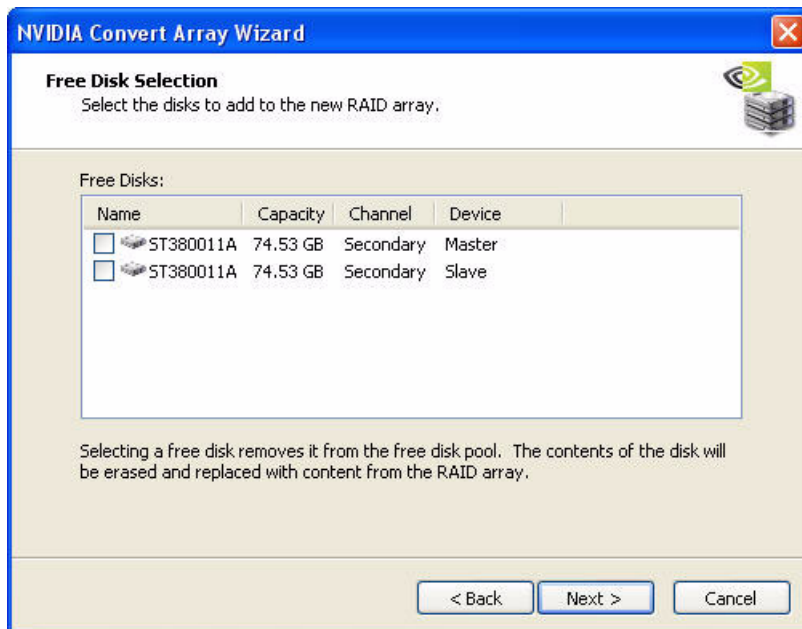 NVIDIA Convert Array Wizard
Free Disk Selection
Select the disks to add to the new RAID array.
Free Disks:
Name Capacity Channel Device
ST380011A 74.53 GB Secondary Master
ST380011A 74.53 GB Secondary Slave
Selecting a free disk removes it from the free disk pool. The contents of the disk will
be erased and replaced with content from the RAID array.
< Back Next > Cancel